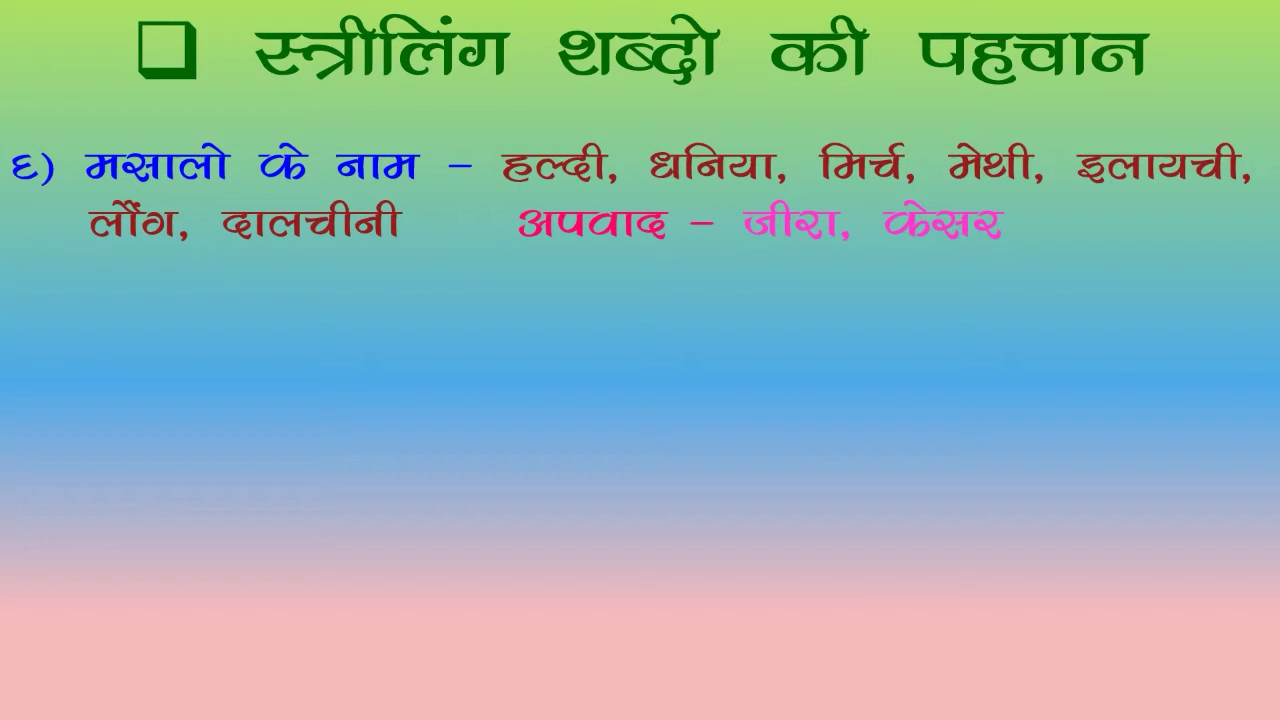 ❑ स्त्रीलिंग शब्दो की पहचान
६) मसालो के नाम – हल्दी, धनिया, मिर्च, मेथी, इलायची,
लौंग, दालचीनी अपवाद – जीरा, केसर